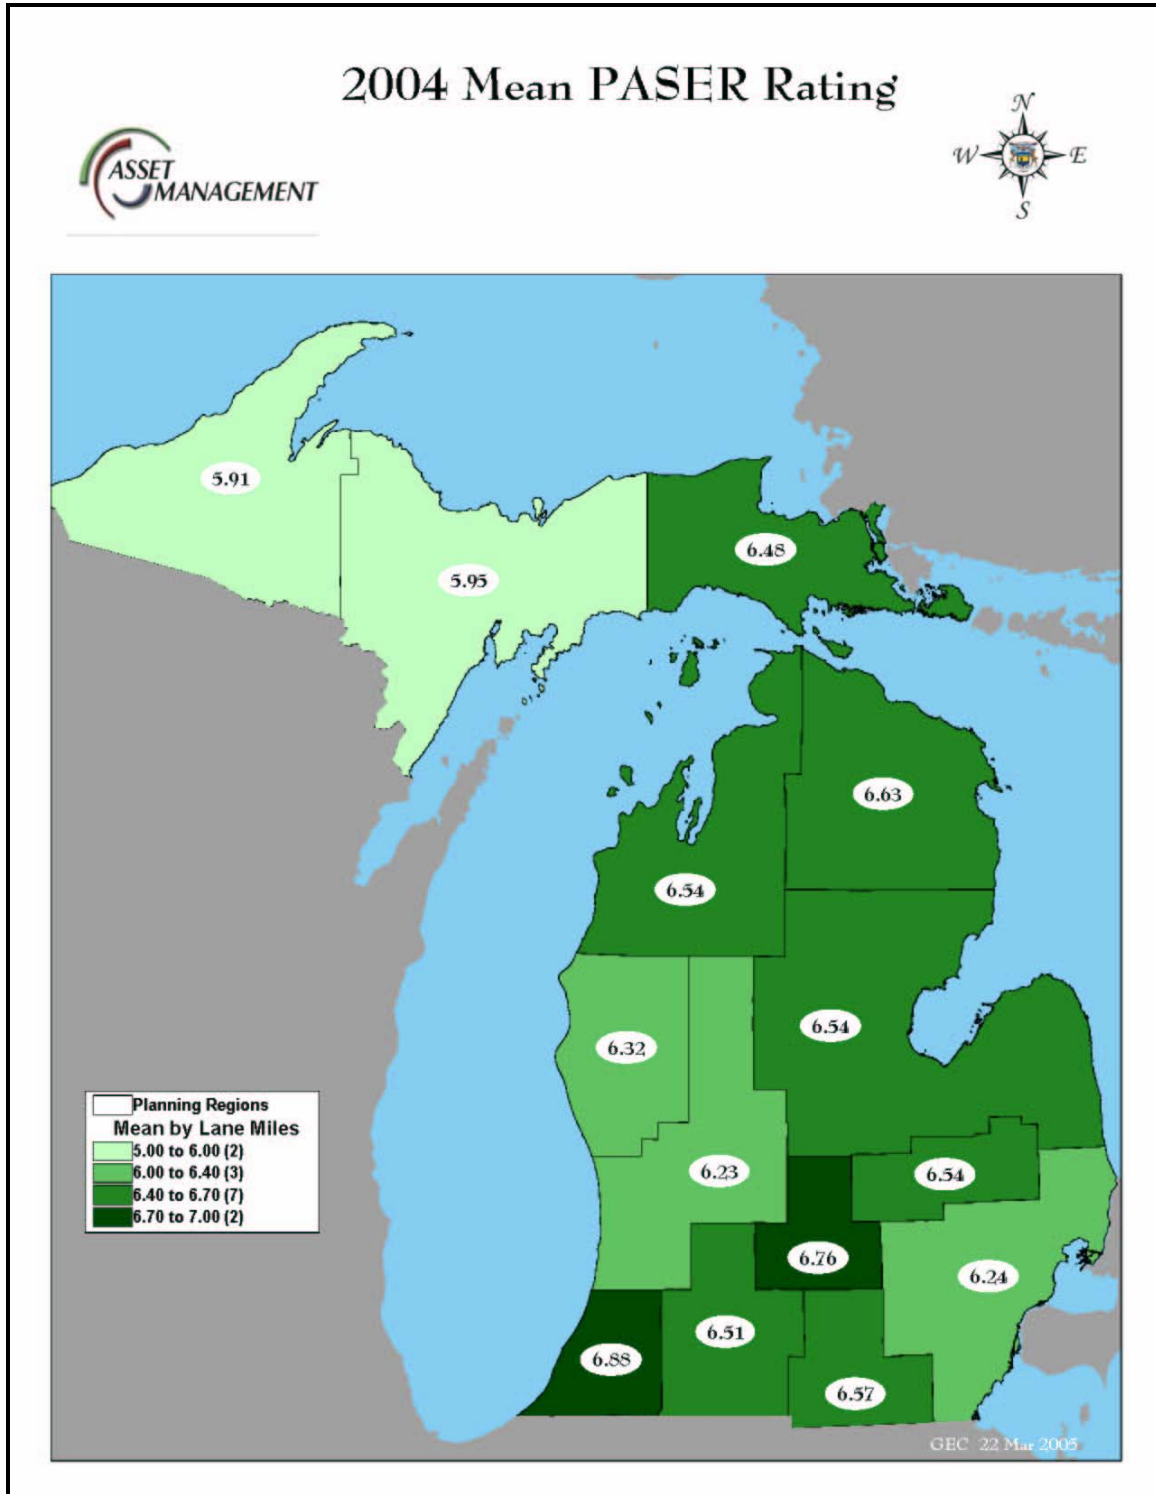 2004 Mean PASER Rating
ASSET
MANAGEMENT
N
W
E
S
5.91
5.95
6.48
6.63
6.54
6.54
6.32
6.23
6.54
6.76
6.24
6.51
6.88
6.57
Planning Regions
Mean by Lane Miles
5.00 to 6.00 (2)
6.00 to 6.40 (3)
6.40 to 6.70 (7)
6.70 to 7.00 (2)
GEC 22 Mar 2005